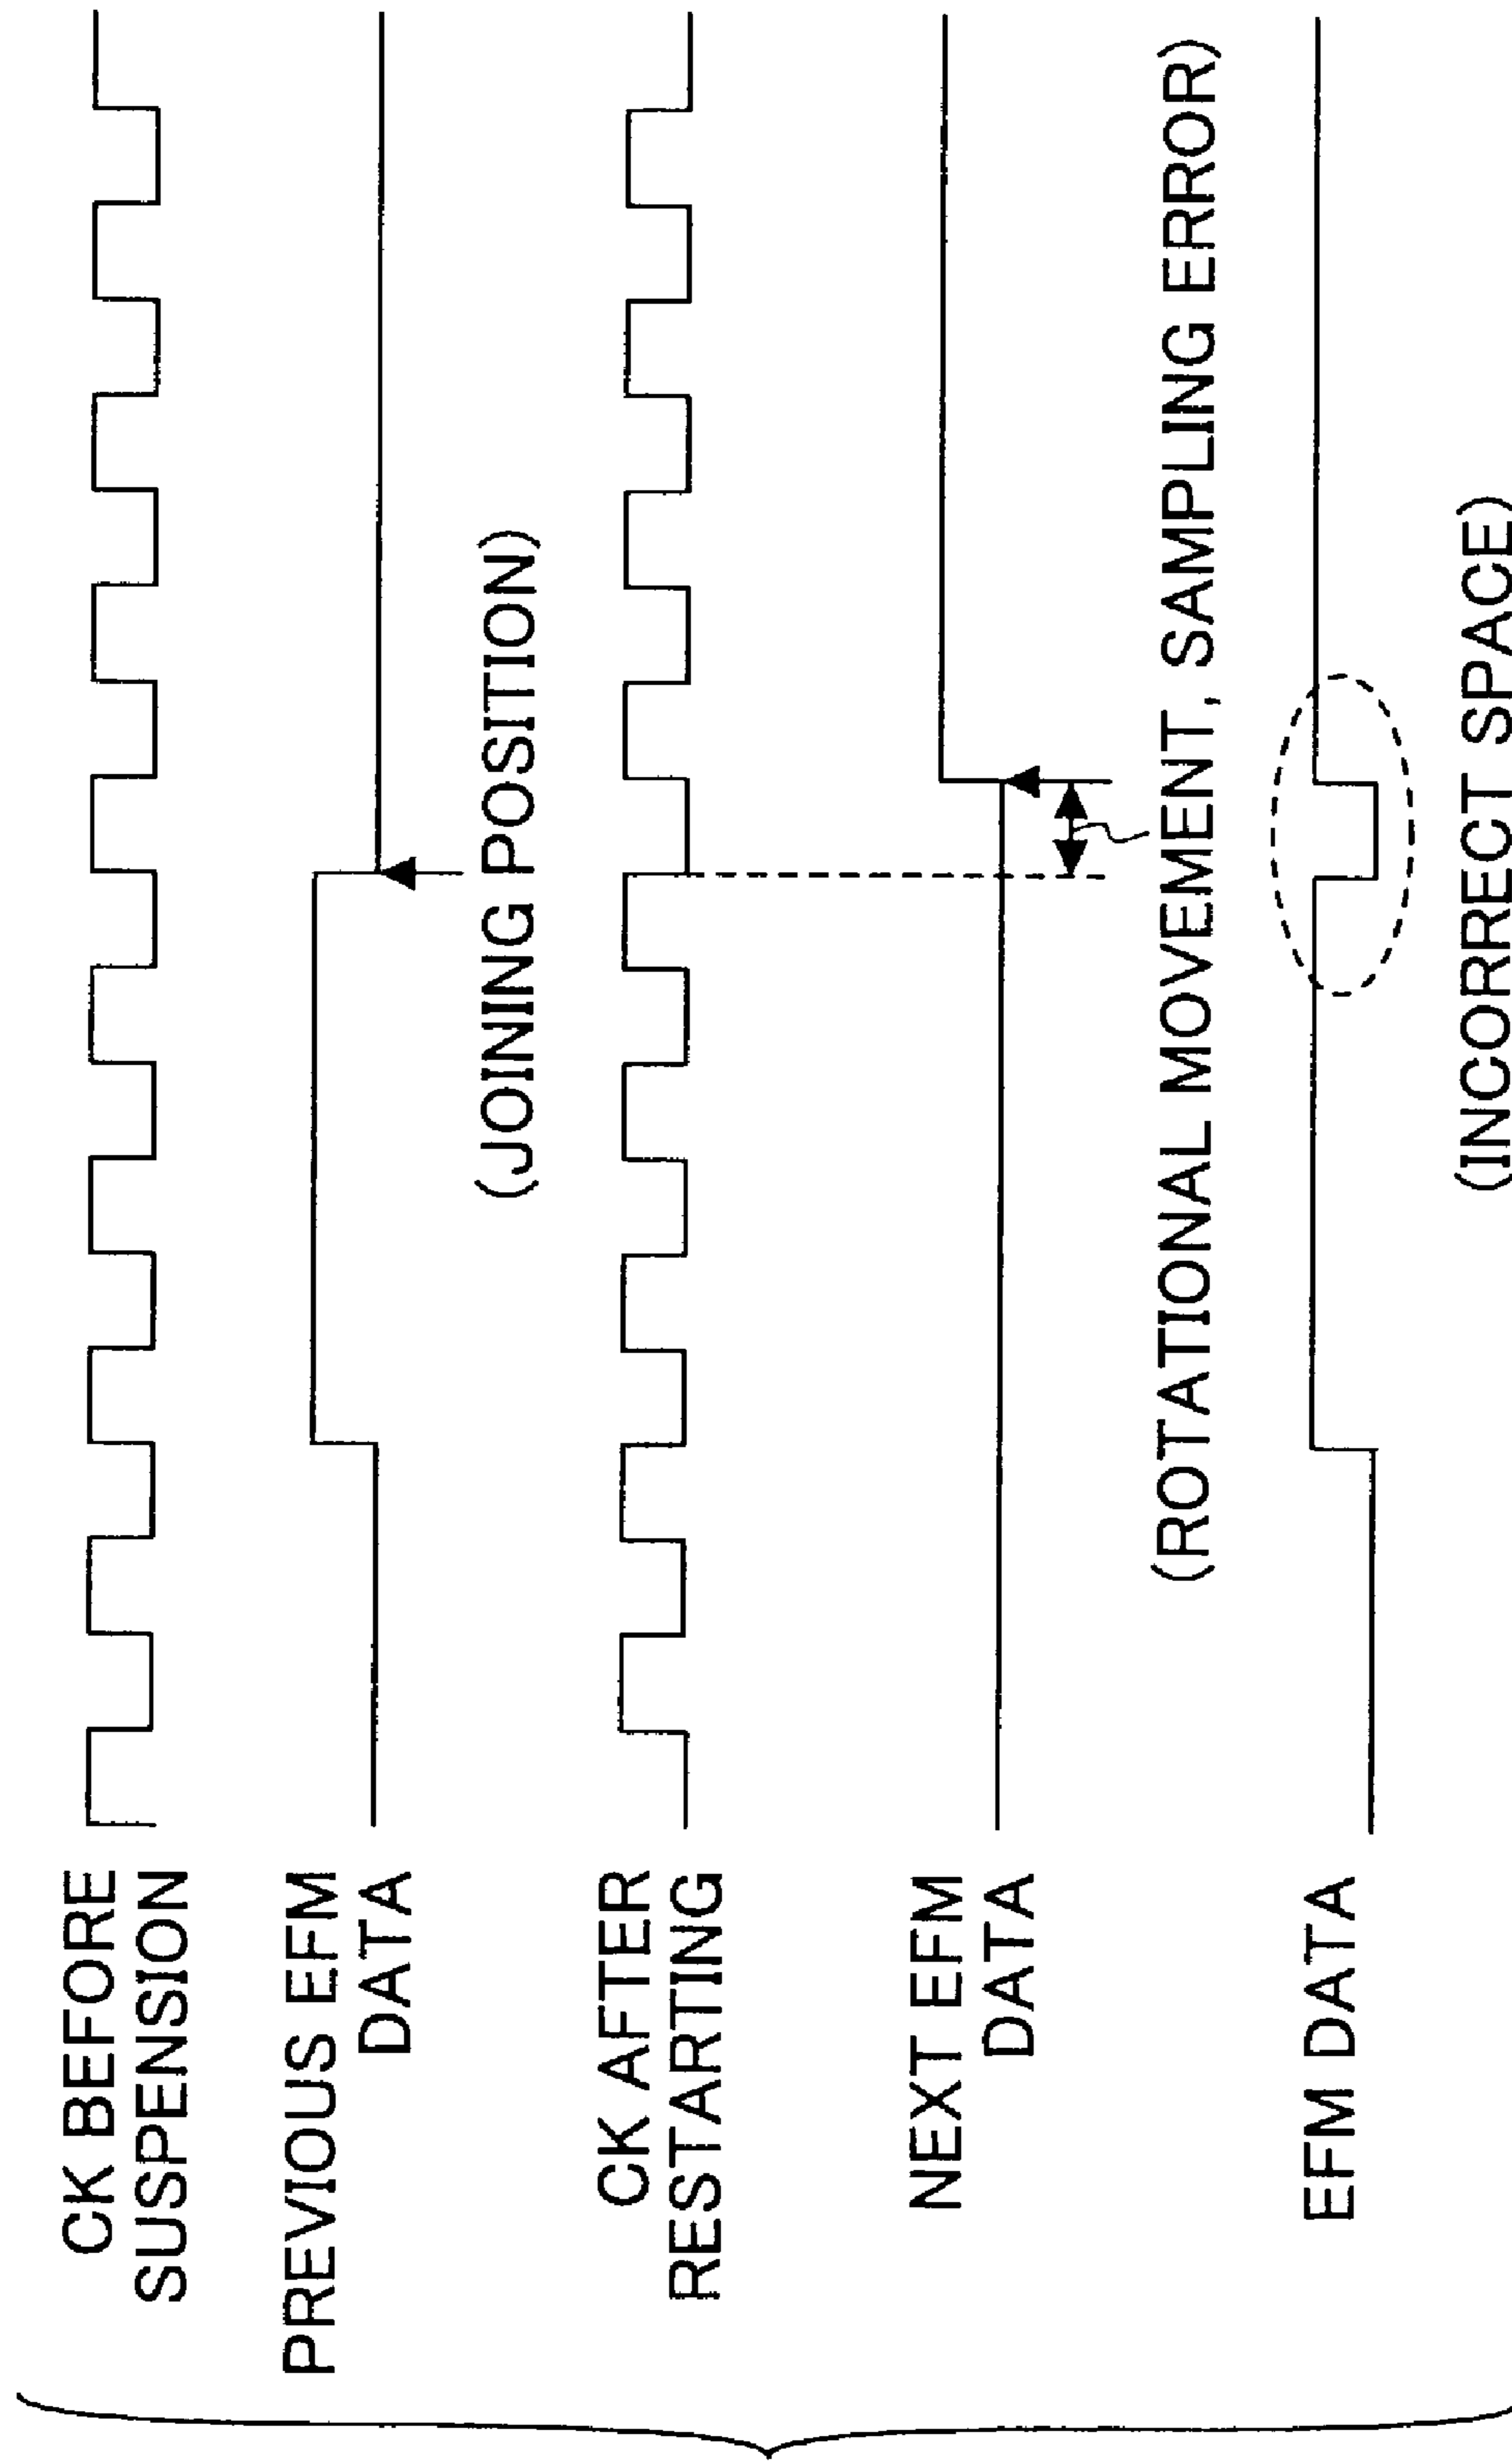 CK BEFORE
SUSPENSION
PREVIOUS EFM
DATA
(JOINING POSITION)
CK AFTER
RESTARTING
NEXT EFM
DATA
(ROTATIONAL MOVEMENT, SAMPLING ERROR)
EFM DATA
(INCORRECT SPACE)